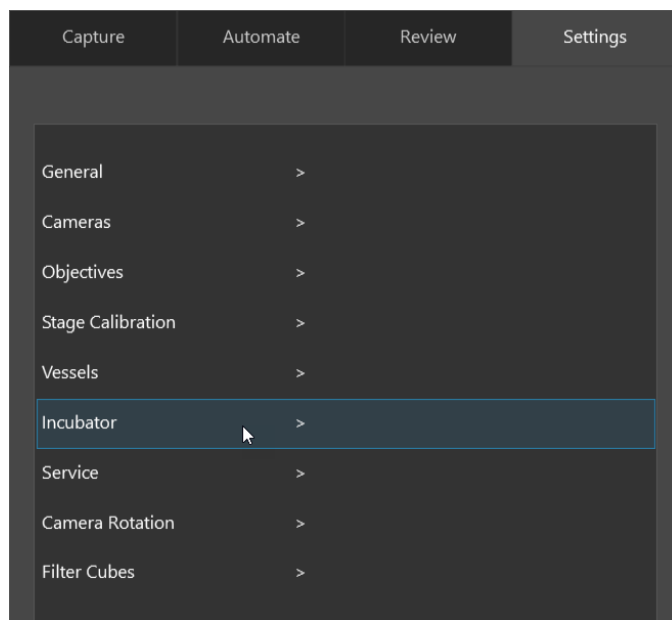 Capture Automate Review Settings
General >
Cameras >
Objectives >
Stage Calibration >
Vessels >
Incubator >
Service >
Camera Rotation >
Filter Cubes >